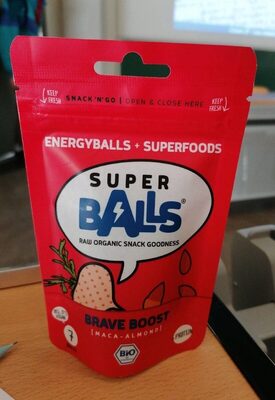 KEEP FRESH
SNACK 'N' GO | OPEN & CLOSE HERE
KEEP FRESH
ENERGYBALLS + SUPERFOODS
SUPER
BALLS®
RAW ORGANIC SNACK GOODNESS
BRAVE BOOST
[MACA-ALMOND]
BIO
PROTEIN